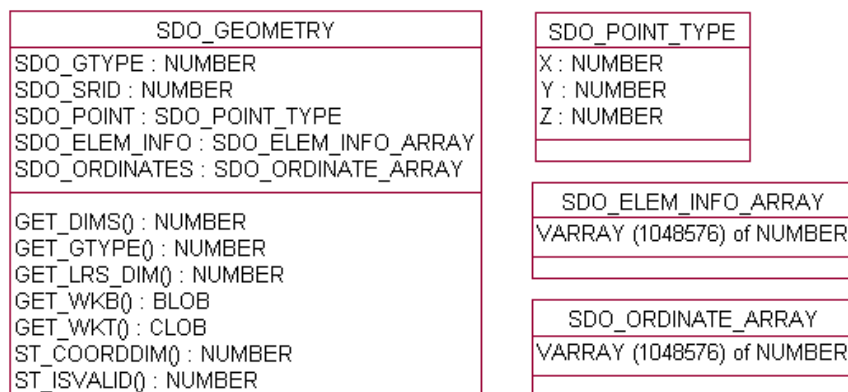 SDO_GEOMETRY
SDO_GTYPE : NUMBER
SDO_SRID : NUMBER
SDO_POINT : SDO_POINT_TYPE
SDO_ELEM_INFO : SDO_ELEM_INFO_ARRAY
SDO_ORDINATES : SDO_ORDINATE_ARRAY
GET_DIMS() : NUMBER
GET_GTYPE() : NUMBER
GET_LRS_DIM() : NUMBER
GET_WKB() : BLOB
GET_WKT() : CLOB
ST_COORDDIM() : NUMBER
ST_ISVALID() : NUMBER
SDO_POINT_TYPE
X : NUMBER
Y : NUMBER
Z : NUMBER
SDO_ELEM_INFO_ARRAY
VARRAY (1048576) of NUMBER
SDO_ORDINATE_ARRAY
VARRAY (1048576) of NUMBER